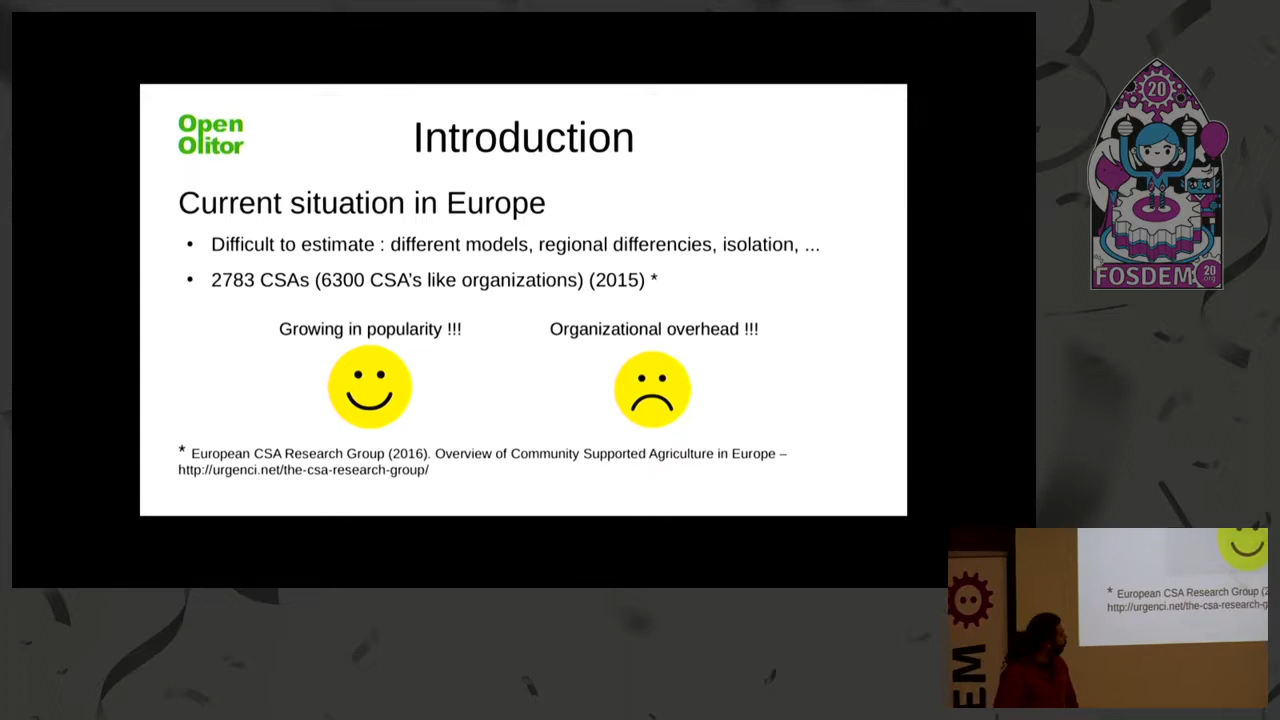 Open
Olitor
Introduction
Current situation in Europe
• Difficult to estimate : different models, regional differencies, isolation, ...
• 2783 CSAs (6300 CSA's like organizations) (2015) *
Growing in popularity !!!
Organizational overhead !!!
* European CSA Research Group (2016). Overview of Community Supported Agriculture in Europe –
http://urgenci.net/the-csa-research-group/
20
FOSDEM
20
.org
* European CSA Research Group (2
http://urgenci.net/the-csa-research-g
EM